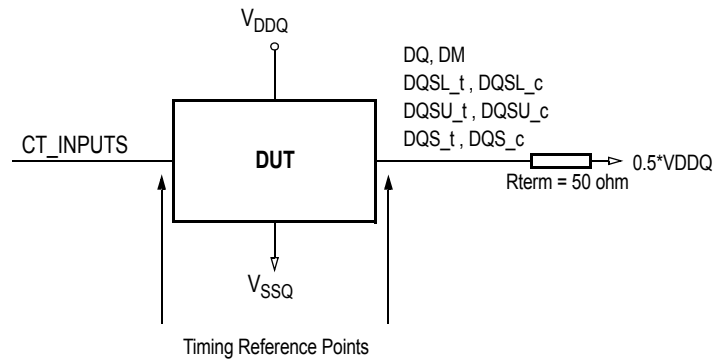 VDDQ
DQ, DM
DQSL_t , DQSL_c
DQSU_t , DQSU_c
DQS_t , DQS_c
CT_INPUTS
DUT
0.5*VDDQ
Rterm = 50 ohm
VSSQ
Timing Reference Points